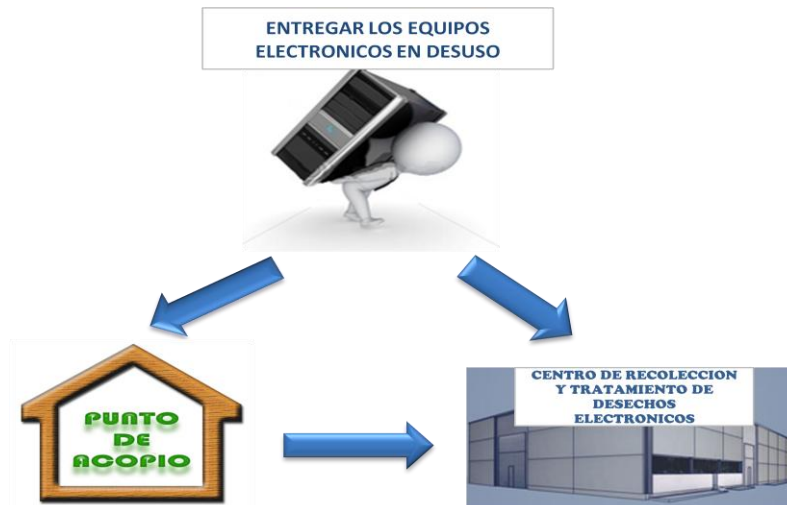 ENTREGAR LOS EQUIPOS
ELECTRONICOS EN DESUSO
PUNTO
DE
ACOPIO
CENTRO DE RECOLECCION
Y TRATAMIENTO DE
DESECHOS
ELECTRONICOS